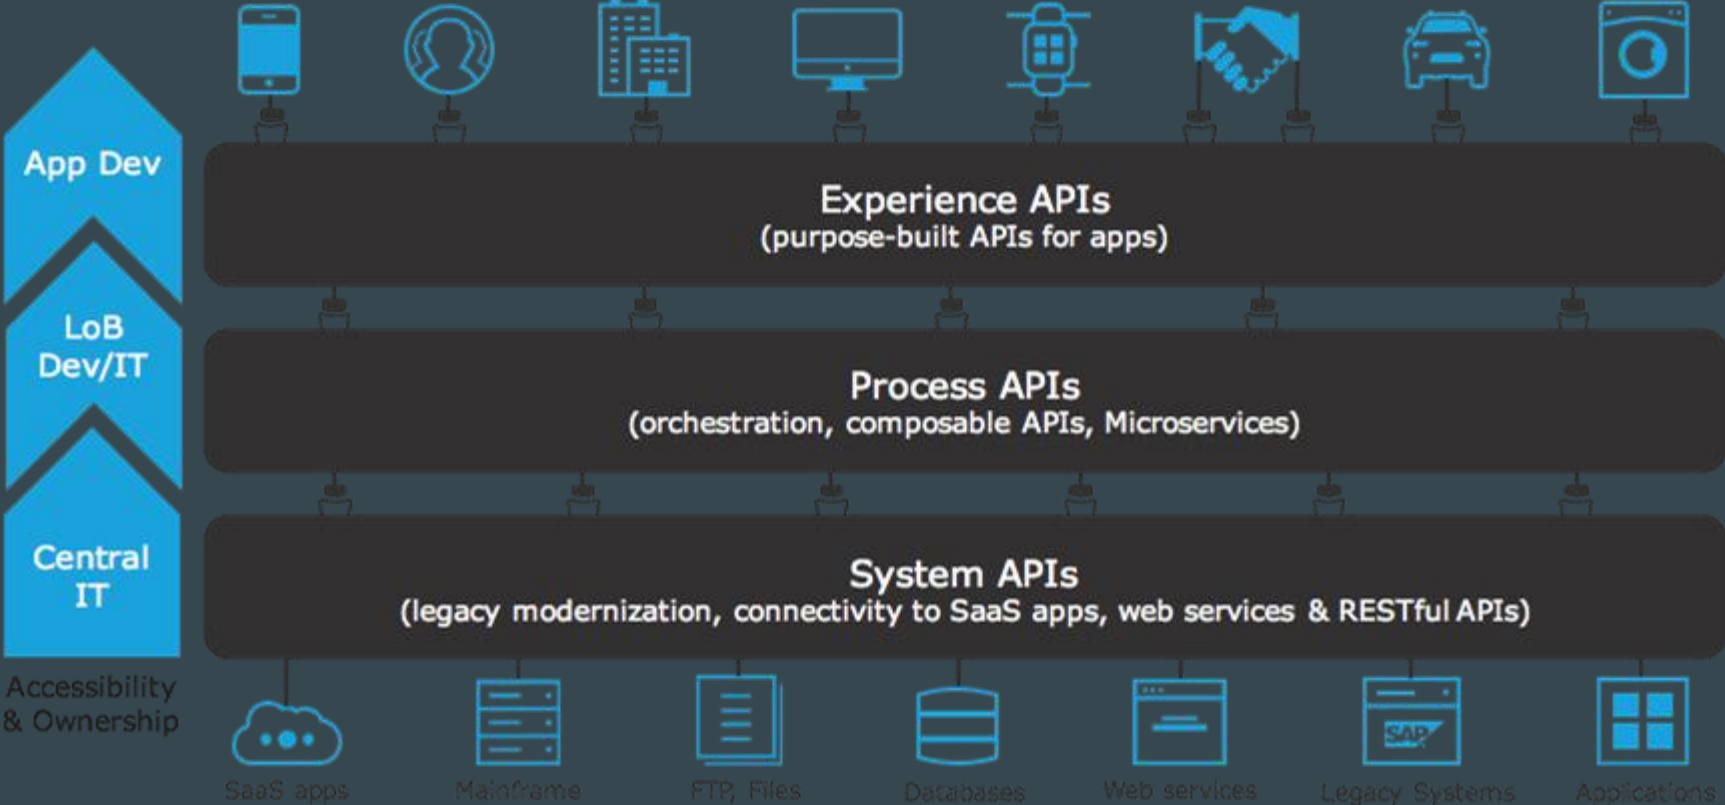 App Dev
Experience APIs
(purpose-built APIs for apps)
LoB
Dev/IT
Process APIs
(orchestration, composable APIs, Microservices)
Central
IT
System APIs
(legacy modernization, connectivity to SaaS apps, web services & RESTful APIs)
Accessibility
& Ownership
SAP
SaaS apps
Mainframe
FTP, Files
Databases
Web services
Legacy Systems
Applications